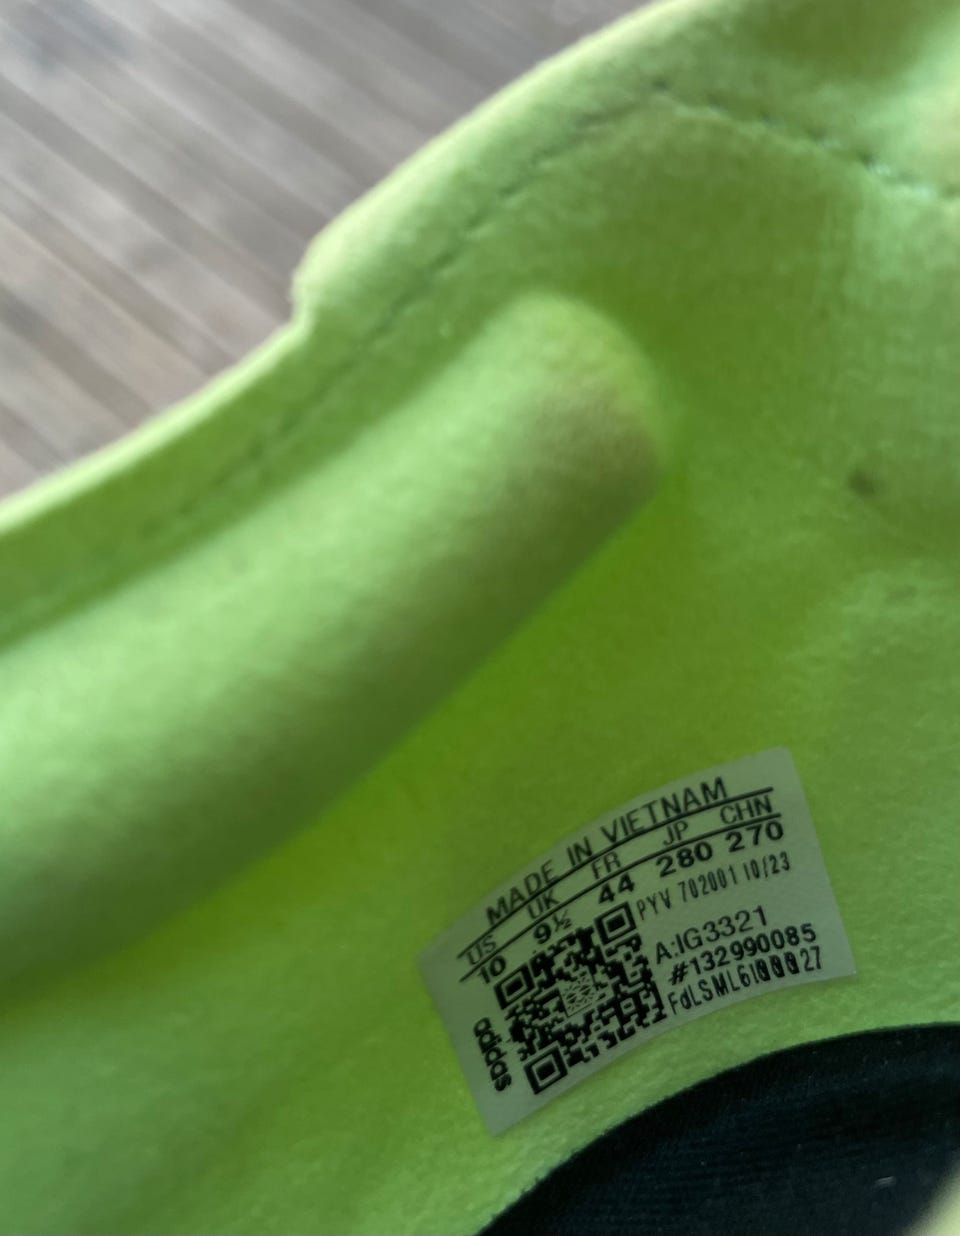 MADE IN VIETNAM
US UK FR JP CHN
10 9½ 44 280 270
PYV 702001 10/23
A:IG3321
#132990085
adidas